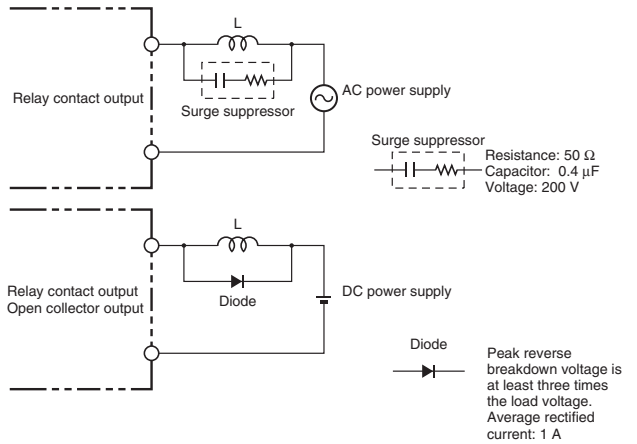 L
Relay contact output
AC power supply
Surge suppressor
Surge suppressor
Resistance: 50 Ω
Capacitor: 0.4 μF
Voltage: 200 V
L
Relay contact output
Open collector output
DC power supply
Diode
Diode
Peak reverse
breakdown voltage is
at least three times
the load voltage.
Average rectified
current: 1 A